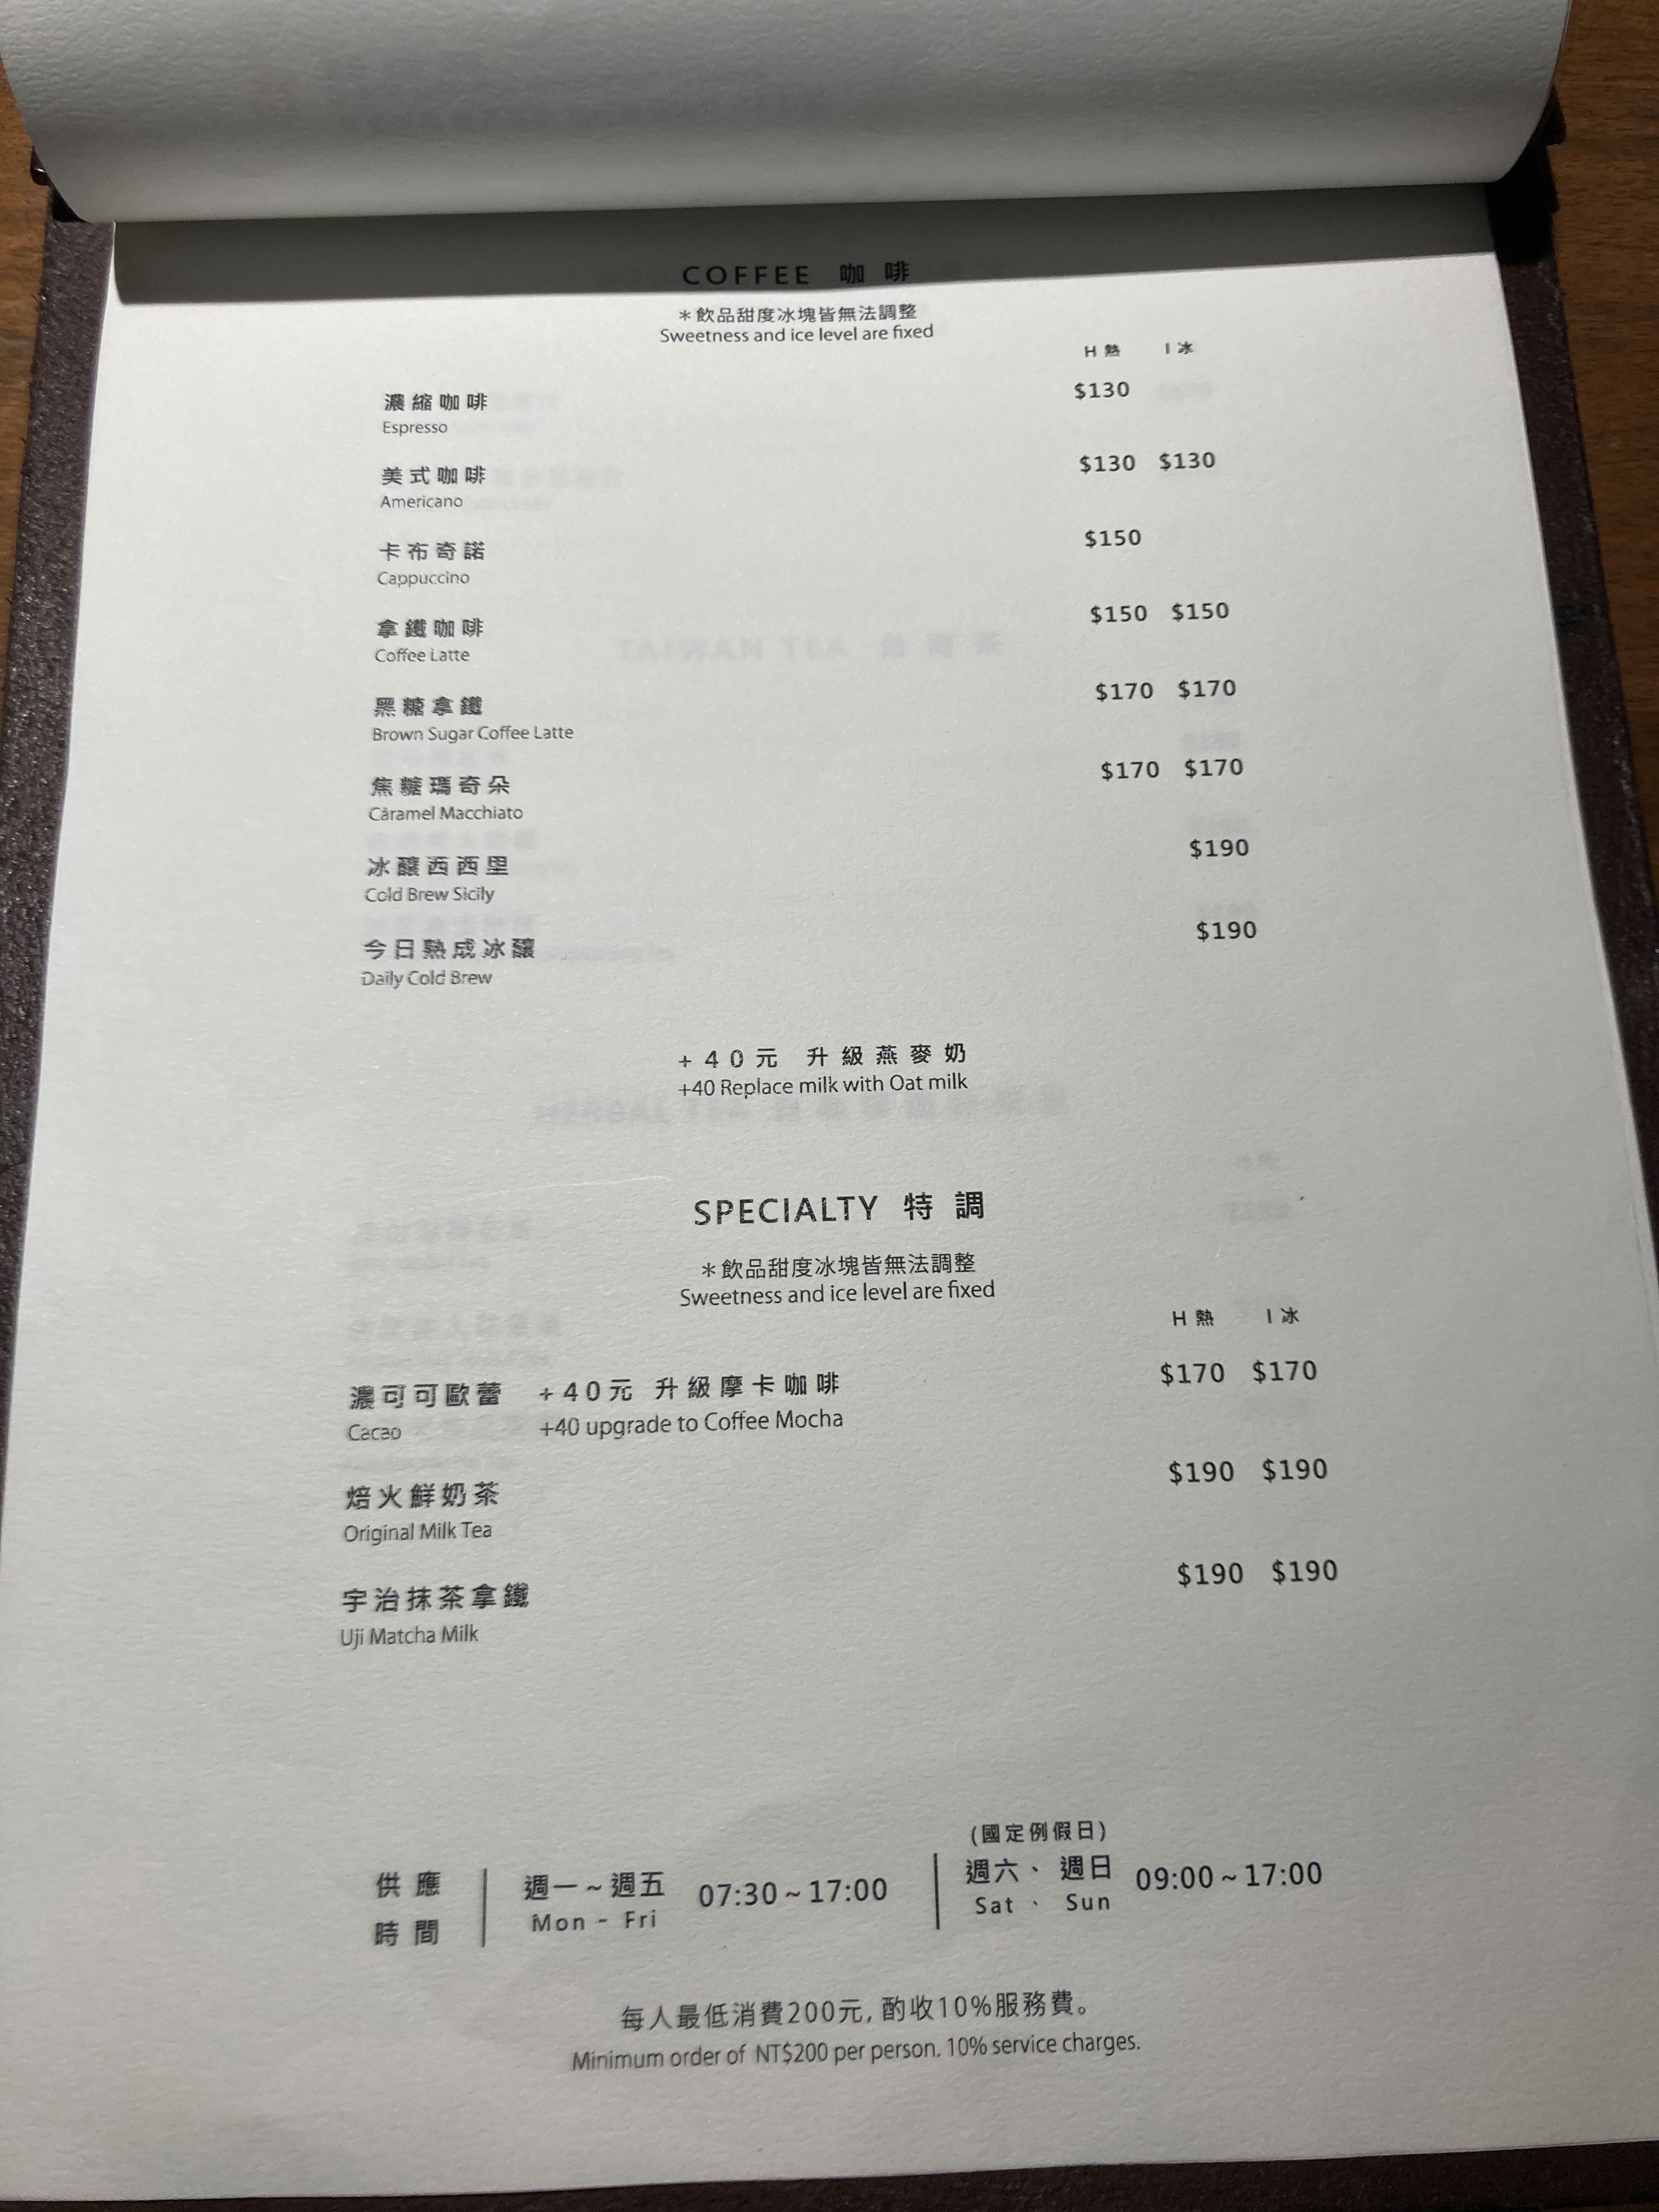 COFFEE 咖啡
*飲品甜度冰塊皆無法調整
Sweetness and ice level are fixed
H 熱 I 冰
濃縮咖啡 $130
Espresso
美式咖啡 $130 $130
Americano
卡布奇諾 $150
Cappuccino
拿鐵咖啡 $150 $150
Coffee Latte
黑糖拿鐵 $170 $170
Brown Sugar Coffee Latte
焦糖瑪奇朵 $170 $170
Caramel Macchiato
冰釀西西里 $190
Cold Brew Sicily
今日熟成冰釀 $190
Daily Cold Brew
+40元 升級燕麥奶
+40 Replace milk with Oat milk
SPECIALTY 特調
*飲品甜度冰塊皆無法調整
Sweetness and ice level are fixed
H 熱 I 冰
濃可可歐蕾 +40元 升級摩卡咖啡 $170 $170
Cacao +40 upgrade to Coffee Mocha
焙火鮮奶茶 $190 $190
Original Milk Tea
宇治抹茶拿鐵 $190 $190
Uji Matcha Milk
供應時間
週一~週五 07:30~17:00
Mon - Fri
(國定例假日)
週六、週日 09:00~17:00
Sat、Sun
每人最低消費200元,酌收10%服務費。
Minimum order of NT$200 per person. 10% service charges.